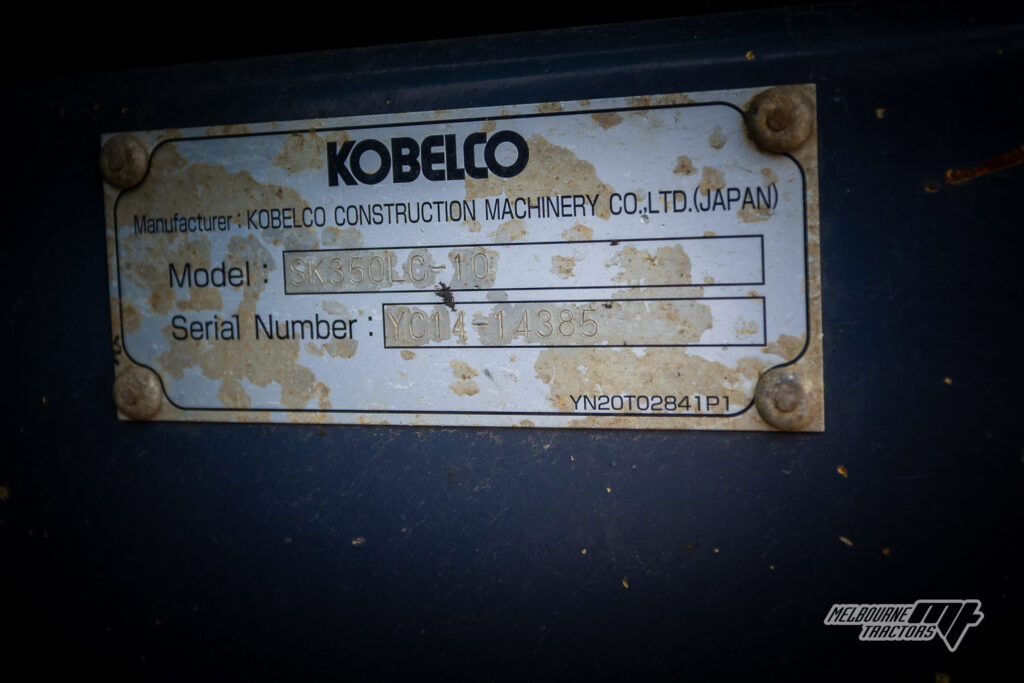 KOBELCO
Manufacturer : KOBELCO CONSTRUCTION MACHINERY CO.,LTD.(JAPAN)
Model : SK350LC-10
Serial Number : YC14-14385
YN20T02841P1
MELBOURNE
TRACTORS